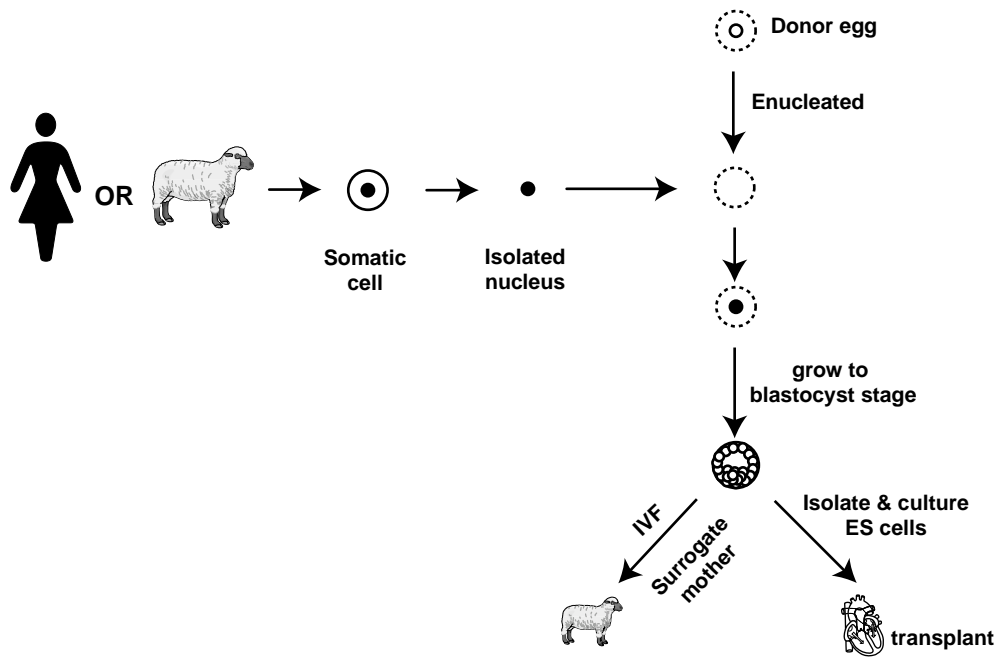 Donor egg
Enucleated
OR
Somatic
cell
Isolated
nucleus
grow to
blastocyst stage
IVF
Surrogate
mother
Isolate & culture
ES cells
transplant